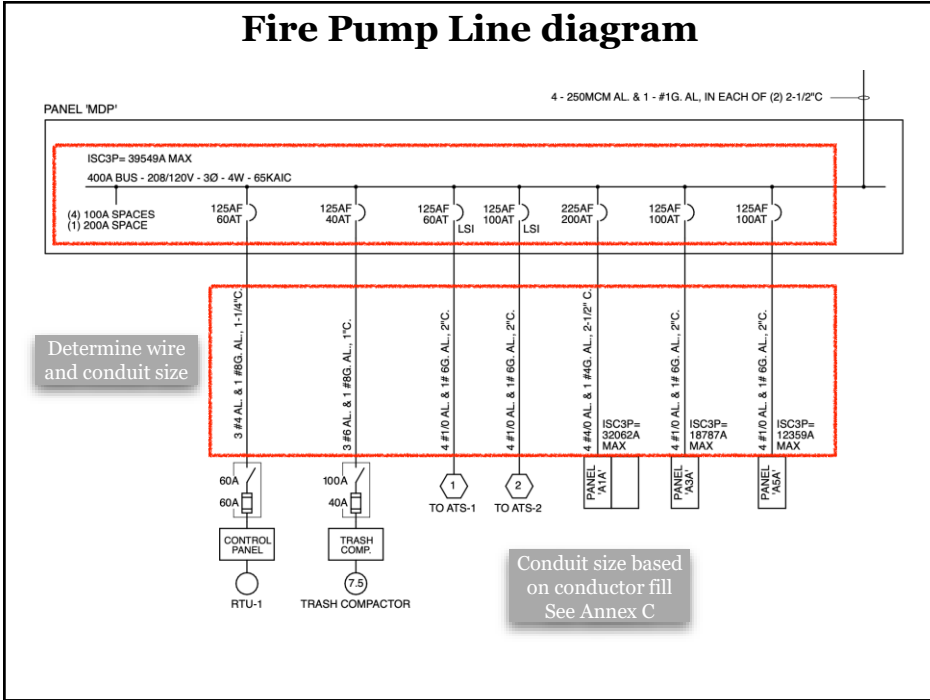 Fire Pump Line diagram
4 - 250MCM AL. & 1 - #1G. AL, IN EACH OF (2) 2-1/2"C
PANEL 'MDP'
ISC3P= 39549A MAX
400A BUS - 208/120V - 3Ø - 4W - 65KAIC
(4) 100A SPACES
(1) 200A SPACE
125AF
60AT
125AF
40AT
125AF
60AT
LSI
125AF
100AT
LSI
225AF
200AT
125AF
100AT
125AF
100AT
Determine wire
and conduit size
3 #4 AL. & 1 #8G. AL., 1-1/4"C.
3 #6 AL. & 1 #8G. AL., 1"C.
4 #1/0 AL. & 1# 6G. AL., 2"C.
4 #1/0 AL. & 1# 6G. AL., 2"C.
4 #4/0 AL. & 1 #4G. AL., 2-1/2" C.
ISC3P=
32062A
MAX
4 #1/0 AL. & 1# 6G. AL., 2"C.
ISC3P=
18787A
MAX
4 #1/0 AL. & 1# 6G. AL., 2"C.
ISC3P=
12359A
MAX
60A
60A
100A
40A
1
TO ATS-1
2
TO ATS-2
PANEL
'A1A'
PANEL
'A3A'
PANEL
'A5A'
CONTROL
PANEL
TRASH
COMP.
RTU-1
7.5
TRASH COMPACTOR
Conduit size based
on conductor fill
See Annex C